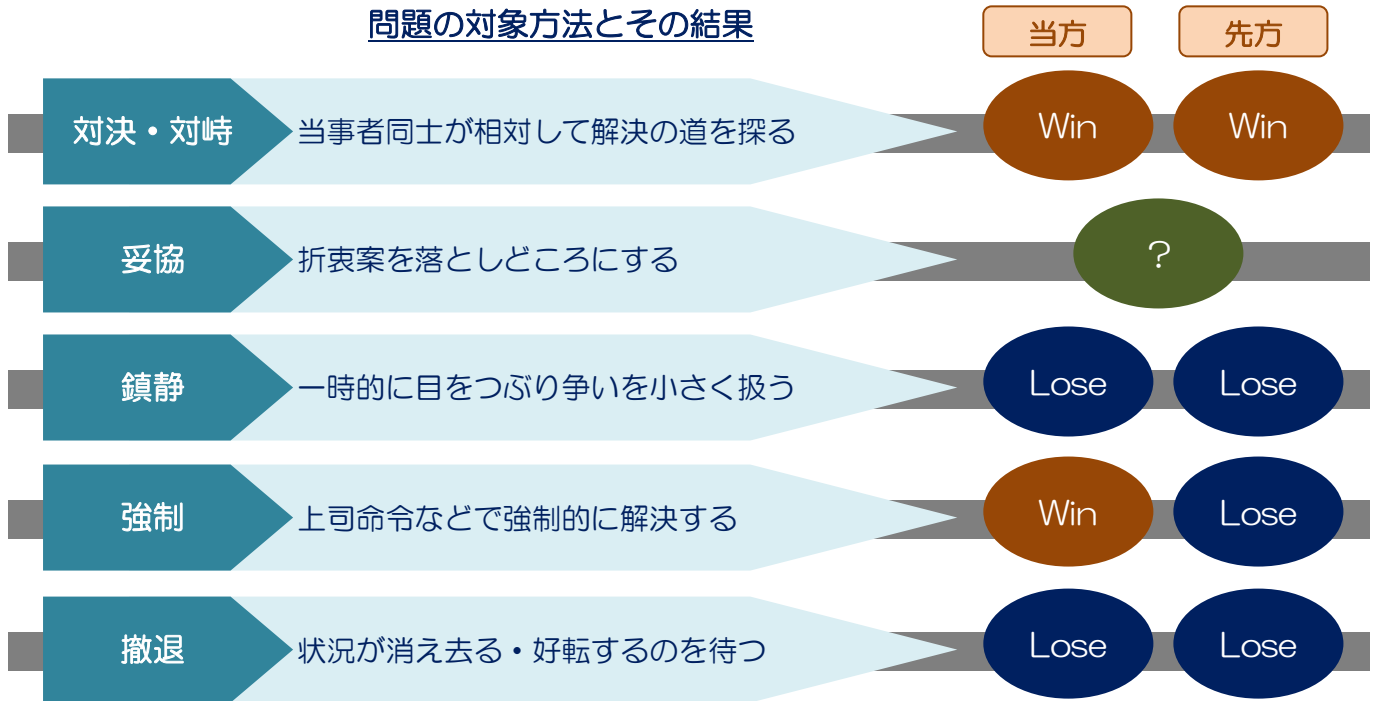 問題の対象方法とその結果
当方
先方
対決・対峙
当事者同士が相対して解決の道を探る
Win
Win
妥協
折衷案を落としどころにする
？
鎮静
一時的に目をつぶり争いを小さく扱う
Lose
Lose
強制
上司命令などで強制的に解決する
Win
Lose
撤退
状況が消え去る・好転するのを待つ
Lose
Lose